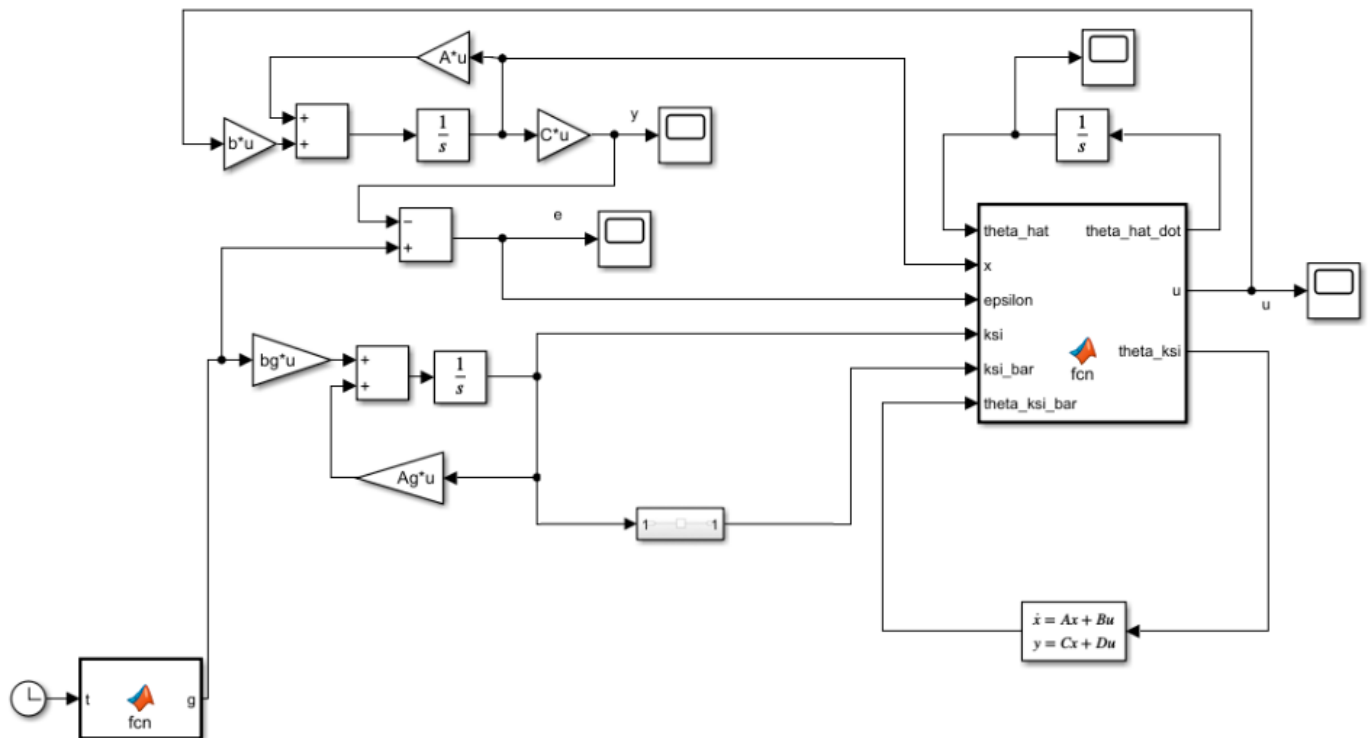 A*u
b*u
+
+
1
s
C*u
y
1
s
−
+
e
theta_hat
theta_hat_dot
x
u
epsilon
u
ksi
theta_ksi
fcn
ksi_bar
theta_ksi_bar
bg*u
+
+
1
s
Ag*u
1
1
ẋ = Ax + Bu
y = Cx + Du
t
g
fcn